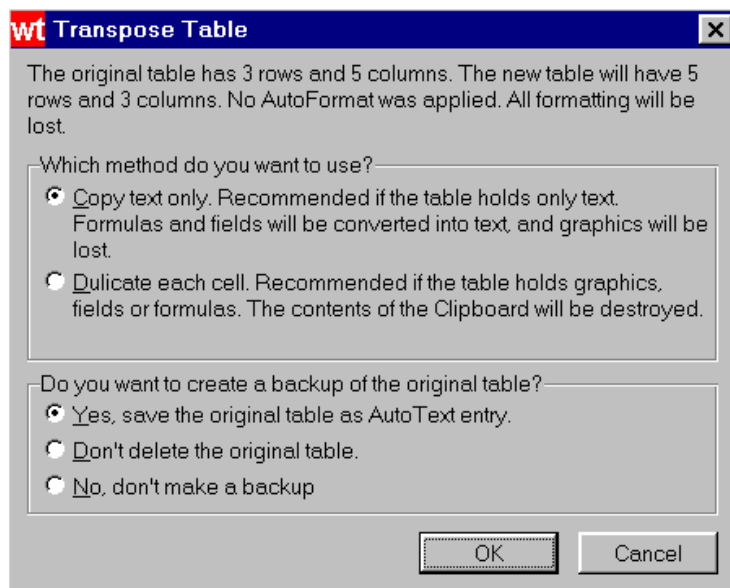 wt Transpose Table
The original table has 3 rows and 5 columns. The new table will have 5
rows and 3 columns. No AutoFormat was applied. All formatting will be
lost.
Which method do you want to use?
Copy text only. Recommended if the table holds only text.
Formulas and fields will be converted into text, and graphics will be
lost.
Dulicate each cell. Recommended if the table holds graphics,
fields or formulas. The contents of the Clipboard will be destroyed.
Do you want to create a backup of the original table?
Yes, save the original table as AutoText entry.
Don't delete the original table.
No, don't make a backup
OK Cancel